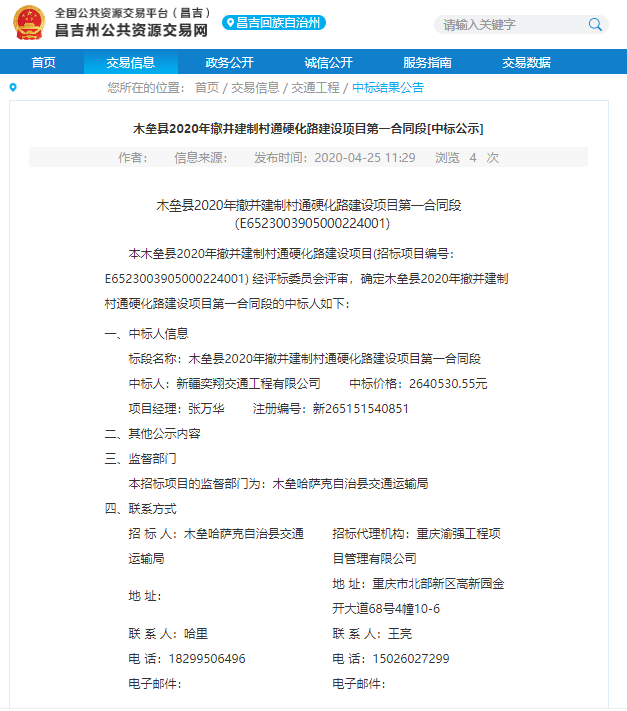 全国公共资源交易平台（昌吉）
昌吉州公共资源交易网
昌吉回族自治州
请输入关键字
首页 交易信息 政务公开 诚信公开 服务指南 交易数据
您所在的位置： 首页 / 交易信息 / 交通工程 / 中标结果公告
木垒县2020年撤并建制村通硬化路建设项目第一合同段[中标公示]
作者： 信息来源： 发布时间：2020-04-25 11:29 浏览 4 次
木垒县2020年撤并建制村通硬化路建设项目第一合同段
（E6523003905000224001）
本木垒县2020年撤并建制村通硬化路建设项目(招标项目编号:
E6523003905000224001) 经评标委员会评审，确定木垒县2020年撤并建制
村通硬化路建设项目第一合同段的中标人如下：
一、中标人信息
标段名称：木垒县2020年撤并建制村通硬化路建设项目第一合同段
中标人：新疆奕翔交通工程有限公司 中标价格：2640530.55元
项目经理：张万华 注册编号：新265151540851
二、其他公示内容
三、监督部门
本招标项目的监督部门为：木垒哈萨克自治县交通运输局
四、联系方式
招 标 人：木垒哈萨克自治县交通 招标代理机构：重庆渝强工程项
运输局 目管理有限公司
地 址： 地 址：重庆市北部新区高新园金
开大道68号4幢10-6
联 系 人：哈里 联 系 人：王亮
电 话：18299506496 电 话：15026027299
电子邮件： 电子邮件：